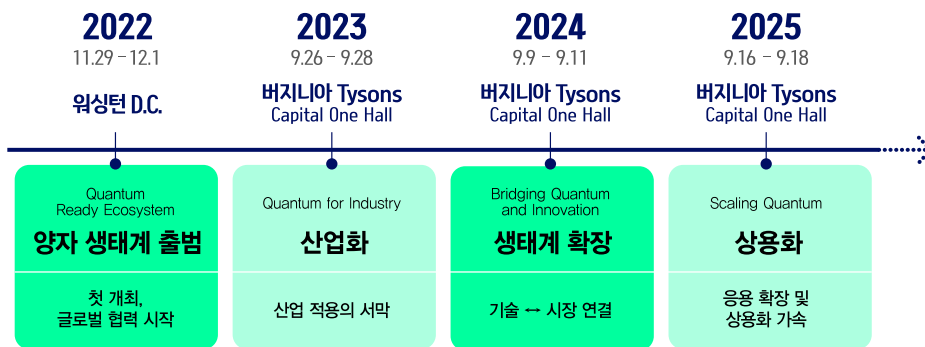 2022
11.29 – 12.1
워싱턴 D.C.
Quantum
Ready Ecosystem
양자 생태계 출범
첫 개최,
글로벌 협력 시작
2023
9.26 – 9.28
버지니아 Tysons
Capital One Hall
Quantum for Industry
산업화
산업 적용의 서막
2024
9.9 – 9.11
버지니아 Tysons
Capital One Hall
Bridging Quantum
and Innovation
생태계 확장
기술 ↔ 시장 연결
2025
9.16 – 9.18
버지니아 Tysons
Capital One Hall
Scaling Quantum
상용화
응용 확장 및
상용화 가속